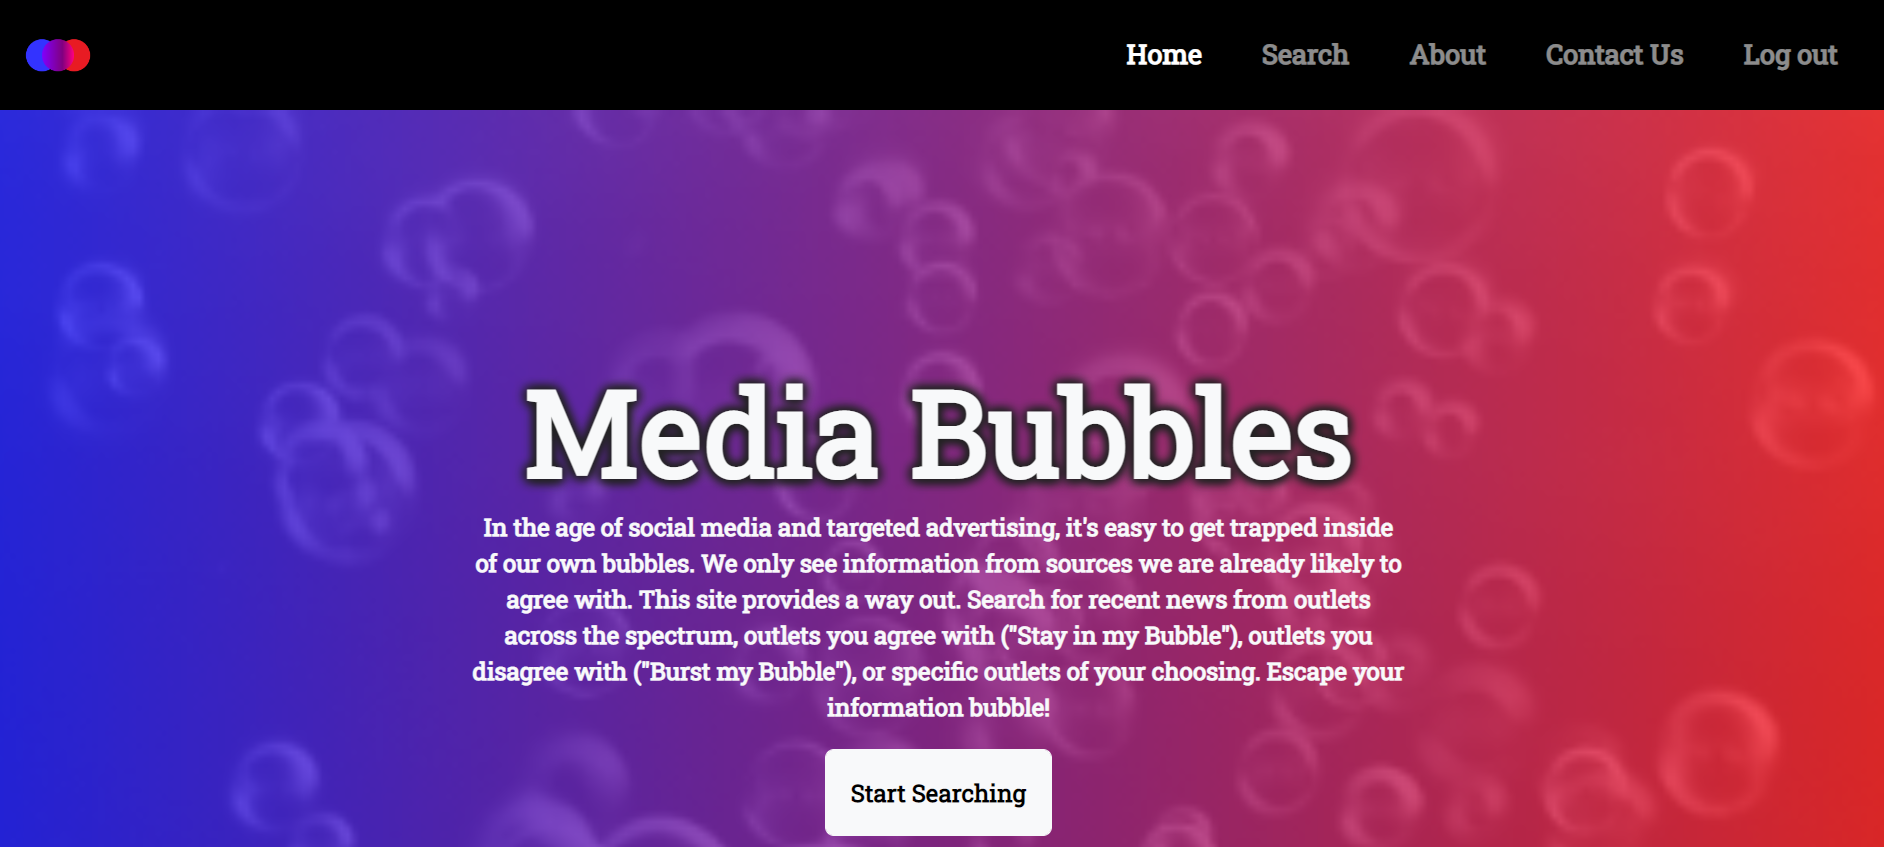 Home Search About Contact Us Log out
Media Bubbles
In the age of social media and targeted advertising, it's easy to get trapped inside
of our own bubbles. We only see information from sources we are already likely to
agree with. This site provides a way out. Search for recent news from outlets
across the spectrum, outlets you agree with ("Stay in my Bubble"), outlets you
disagree with ("Burst my Bubble"), or specific outlets of your choosing. Escape your
information bubble!
Start Searching